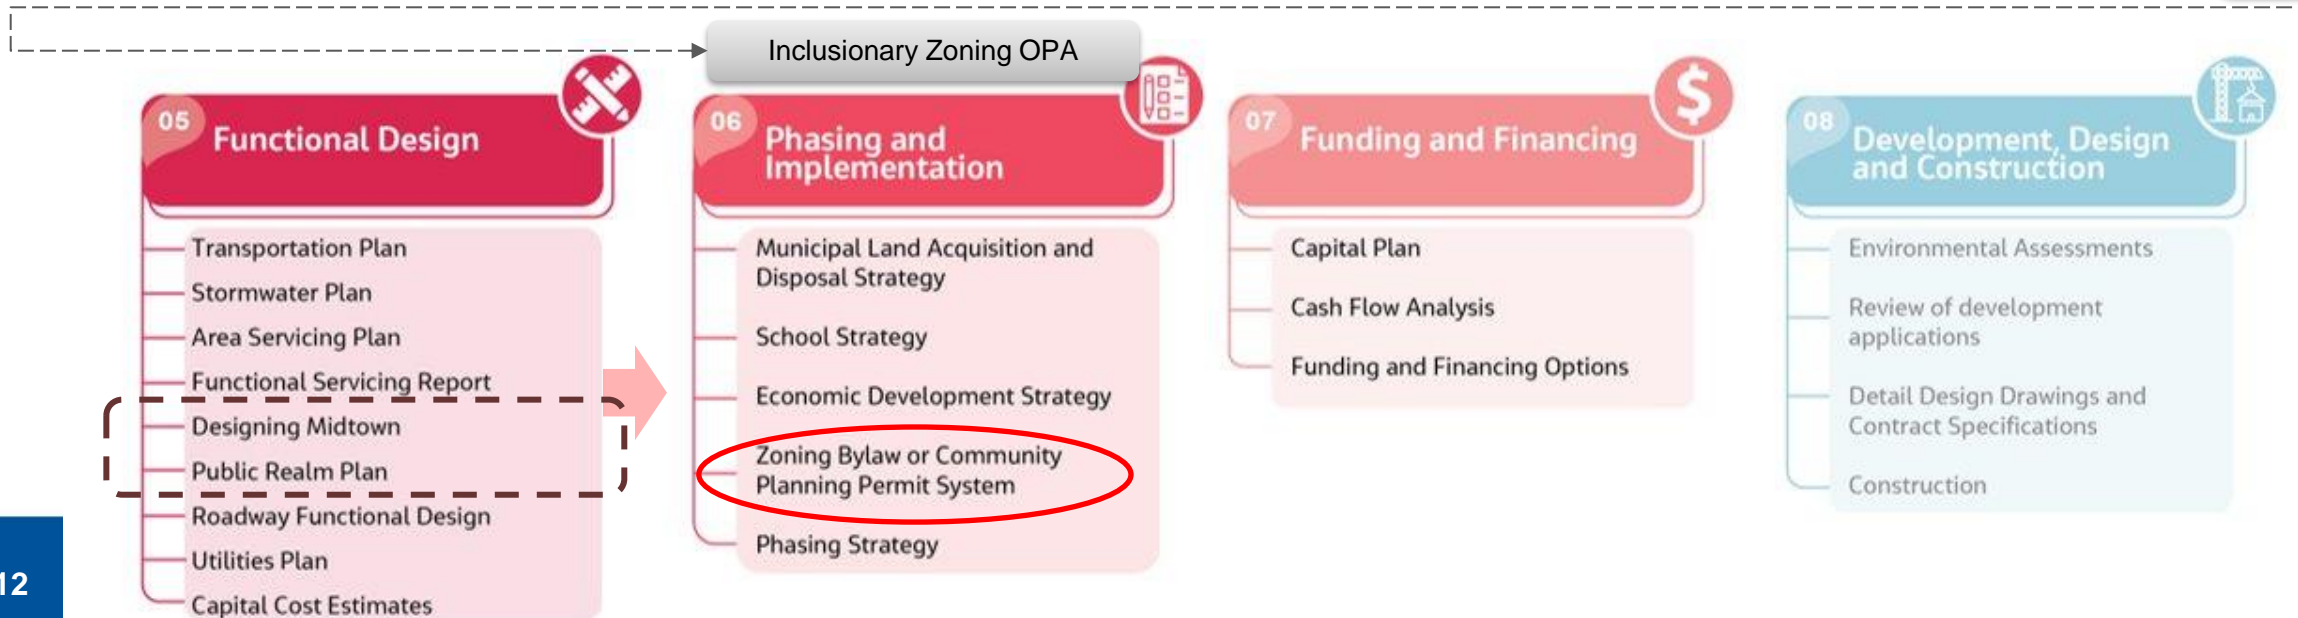 Inclusionary Zoning OPA
05
Functional Design
Transportation Plan
Stormwater Plan
Area Servicing Plan
Functional Servicing Report
Designing Midtown
Public Realm Plan
Roadway Functional Design
Utilities Plan
Capital Cost Estimates
06
Phasing and
Implementation
Municipal Land Acquisition and
Disposal Strategy
School Strategy
Economic Development Strategy
Zoning Bylaw or Community
Planning Permit System
Phasing Strategy
07
Funding and Financing
$
Capital Plan
Cash Flow Analysis
Funding and Financing Options
08
Development, Design
and Construction
Environmental Assessments
Review of development
applications
Detail Design Drawings and
Contract Specifications
Construction
12